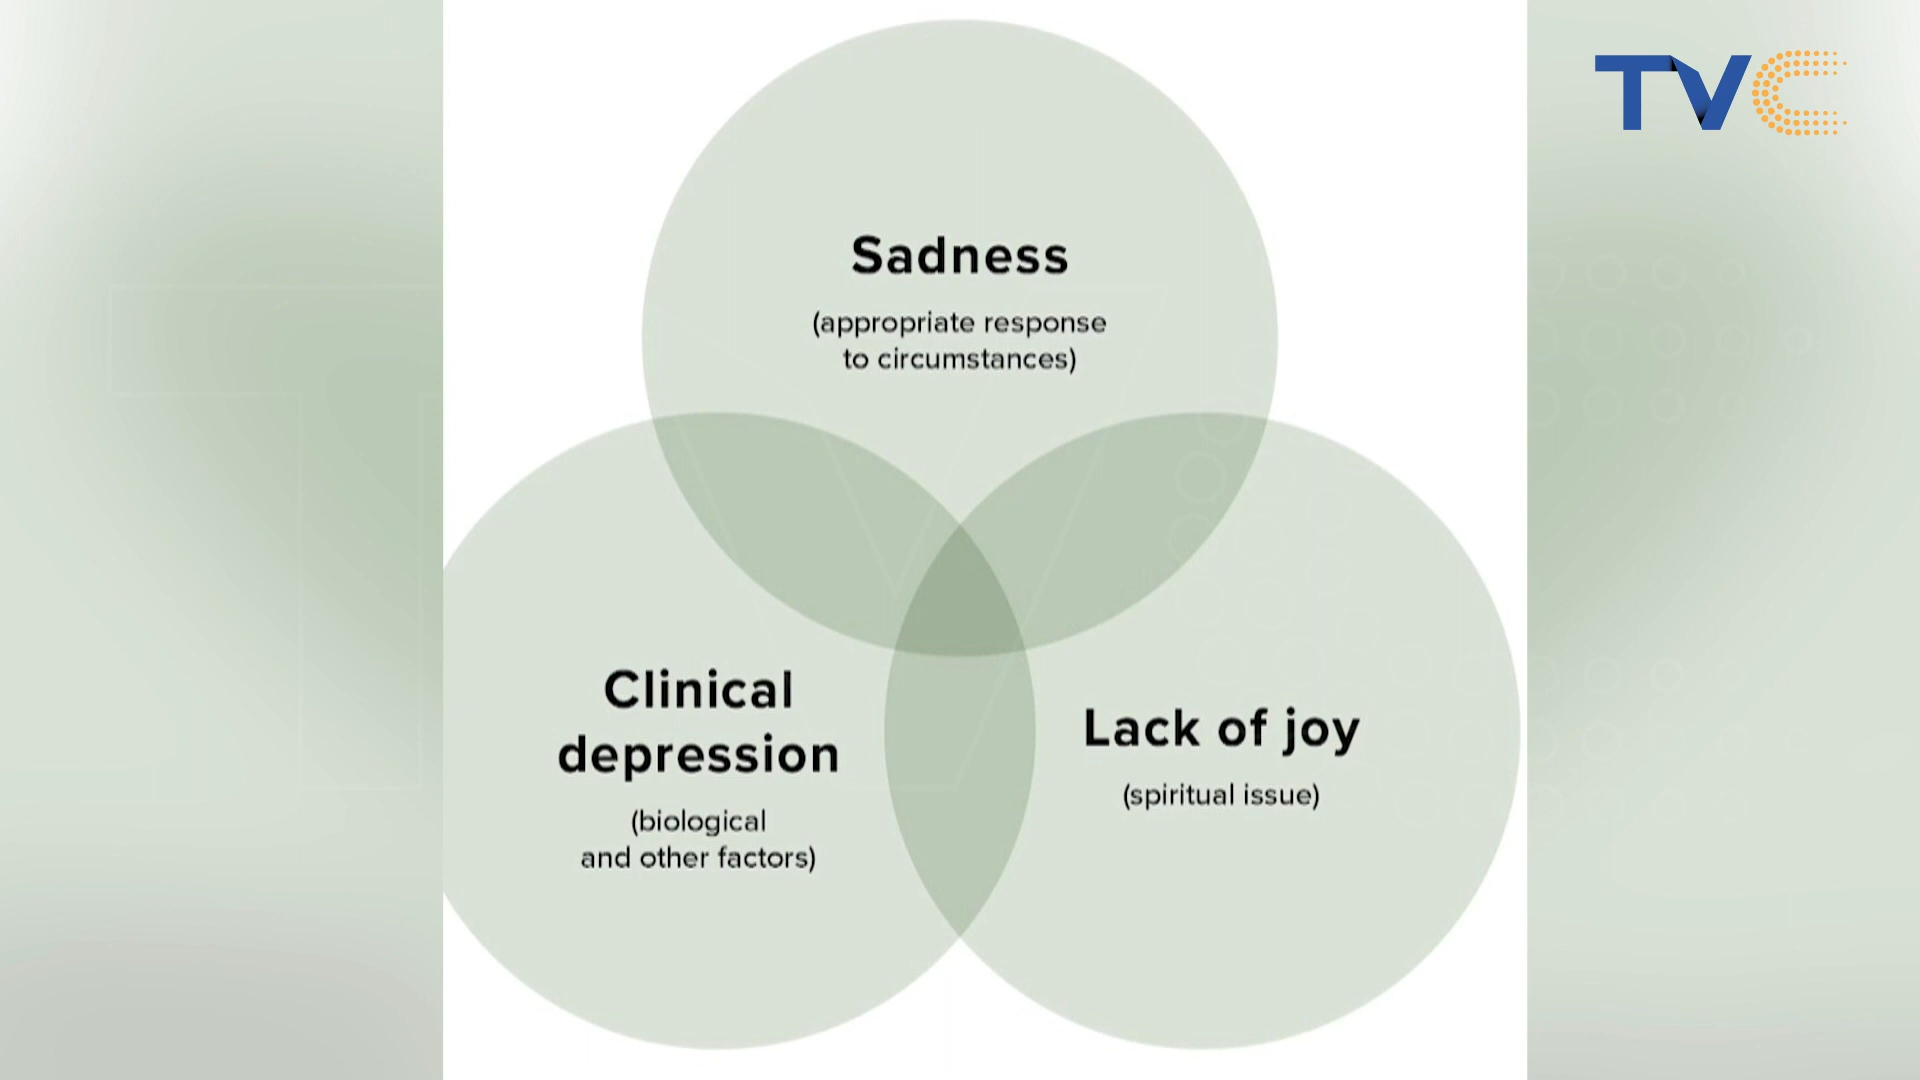 TVC
Sadness
(appropriate response
to circumstances)
Clinical
depression
(biological
and other factors)
Lack of joy
(spiritual issue)